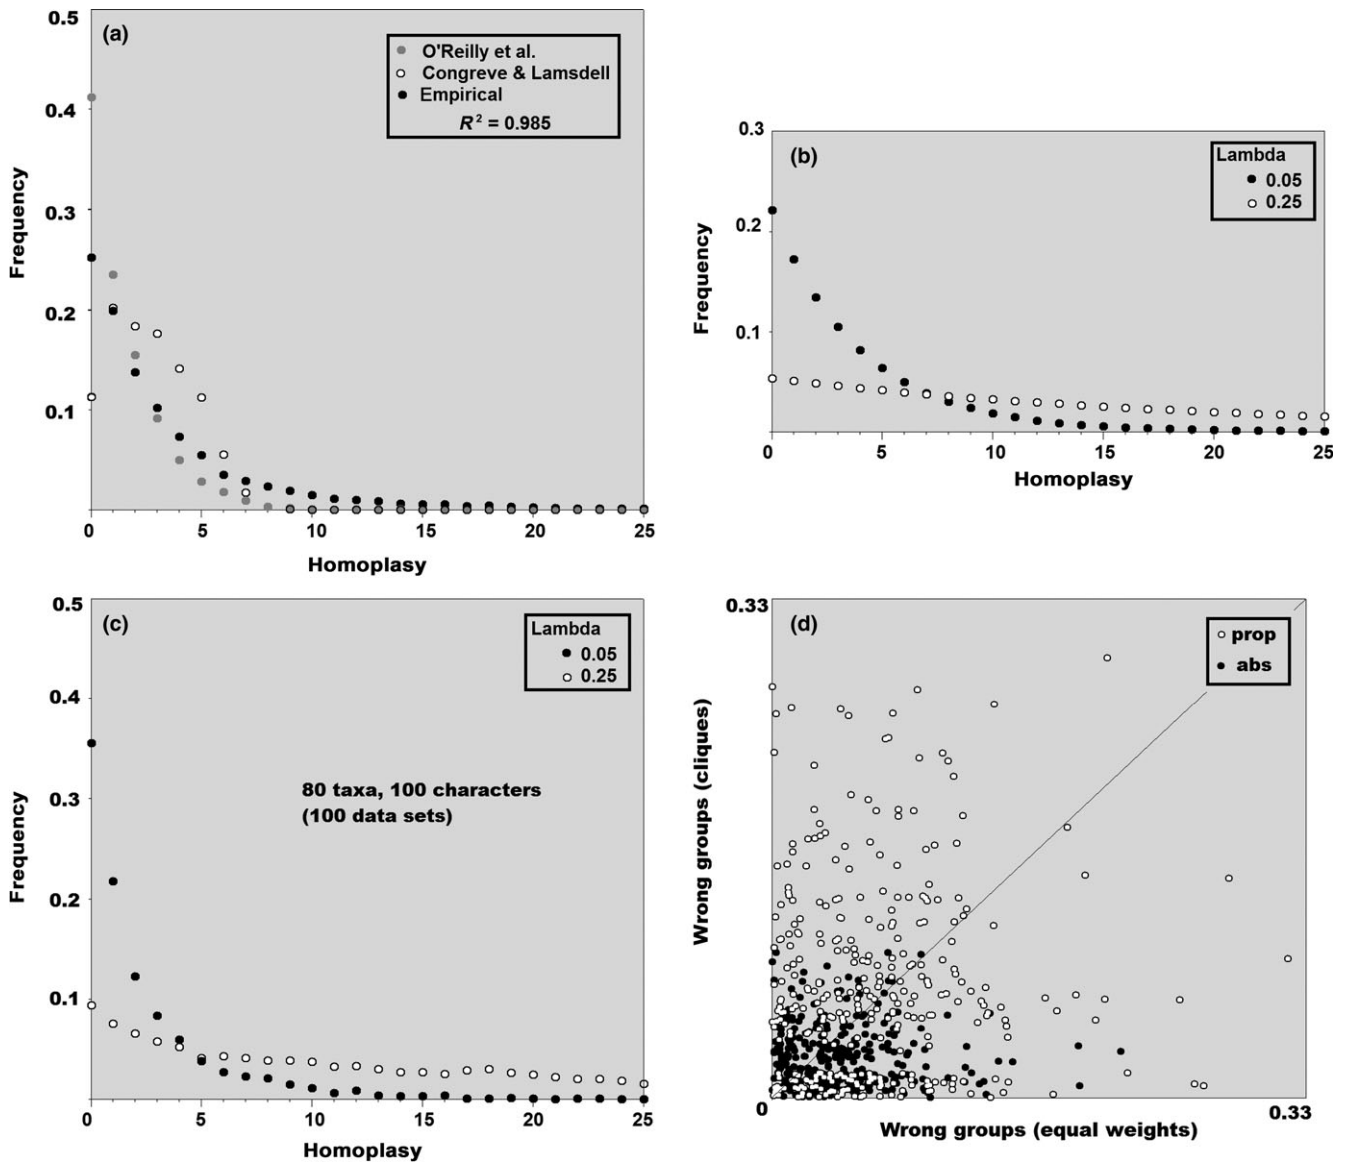 (a)
0.5
0.4
0.3
0.2
0.1
Frequency
O'Reilly et al.
Congreve & Lamsdell
Empirical
R² = 0.985
0 5 10 15 20 25
Homoplasy
(b)
0.3
0.2
0.1
Frequency
Lambda
0.05
0.25
0 5 10 15 20 25
Homoplasy
(c)
0.5
0.4
0.3
0.2
0.1
Frequency
Lambda
0.05
0.25
80 taxa, 100 characters
(100 data sets)
0 5 10 15 20 25
Homoplasy
(d)
0.33
Wrong groups (cliques)
prop
abs
0 0.33
Wrong groups (equal weights)